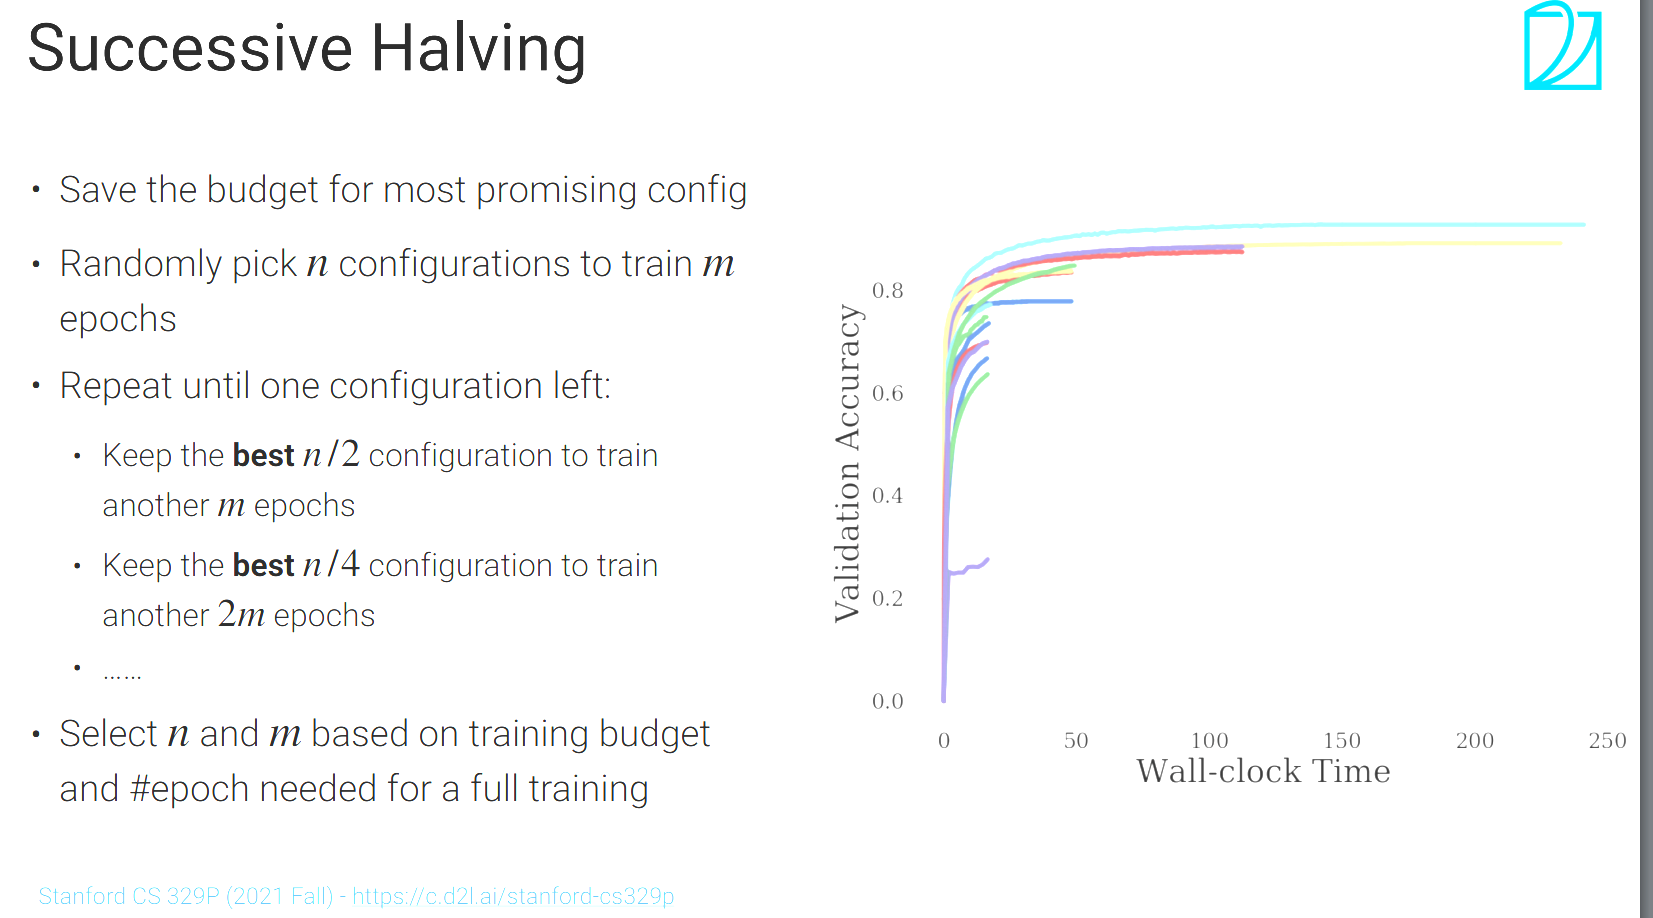 Successive Halving
• Save the budget for most promising config
• Randomly pick n configurations to train m
epochs
• Repeat until one configuration left:
• Keep the best n/2 configuration to train
another m epochs
• Keep the best n/4 configuration to train
another 2m epochs
• ......
• Select n and m based on training budget
and #epoch needed for a full training
Validation Accuracy
0.8
0.6
0.4
0.2
0.0
0 50 100 150 200 250
Wall-clock Time
Stanford CS 329P (2021 Fall) - https://c.d2l.ai/stanford-cs329p